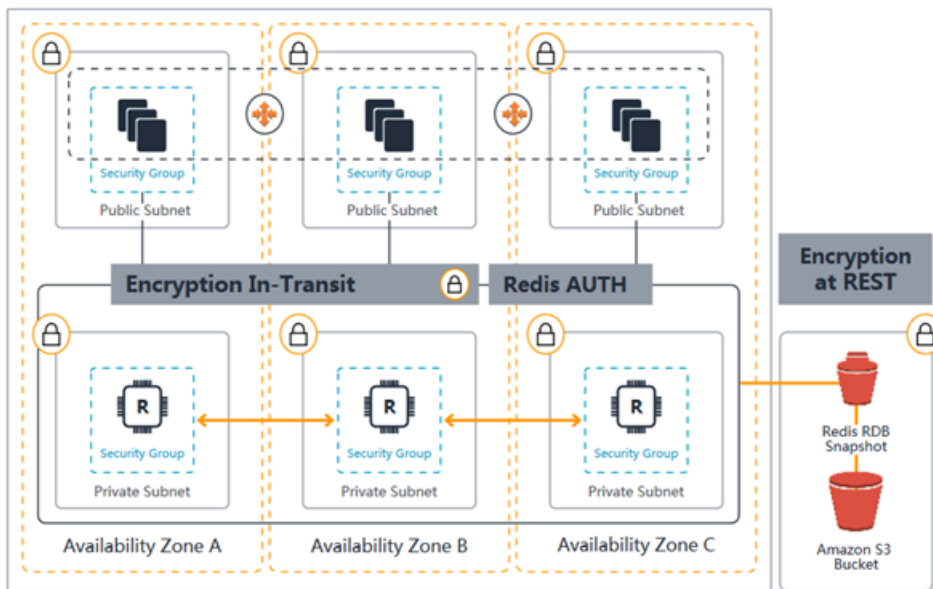 Security Group
Security Group
Security Group
Public Subnet
Public Subnet
Public Subnet
Encryption In-Transit
Redis AUTH
Encryption
at REST
R
R
R
Security Group
Security Group
Security Group
Private Subnet
Private Subnet
Private Subnet
Redis RDB
Snapshot
Availability Zone A
Availability Zone B
Availability Zone C
Amazon S3
Bucket